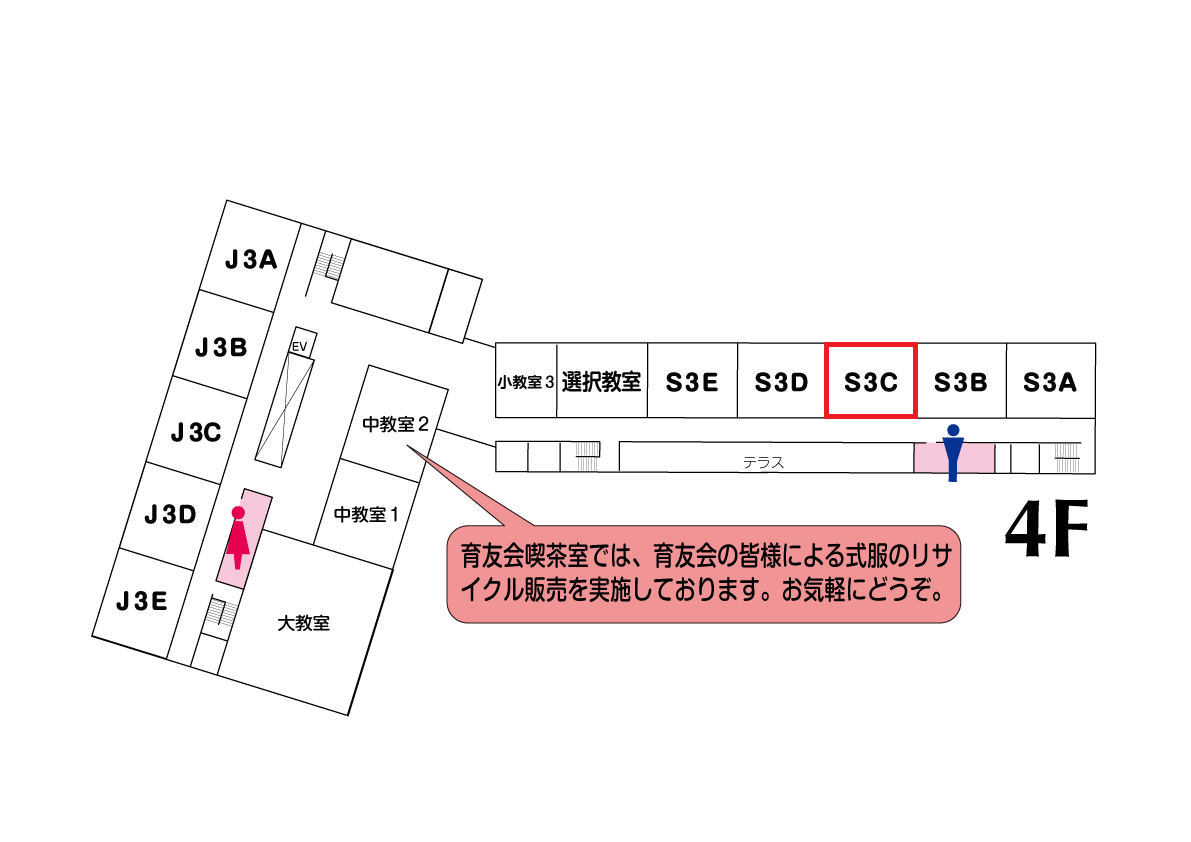 J3A
J3B
EV
J3C
J3D
J3E
中教室2
中教室1
大教室
小教室3
選択教室
S3E
S3D
S3C
S3B
S3A
テラス
4F
育友会喫茶室では、育友会の皆様による式服のリサ
イクル販売を実施しております。お気軽にどうぞ。